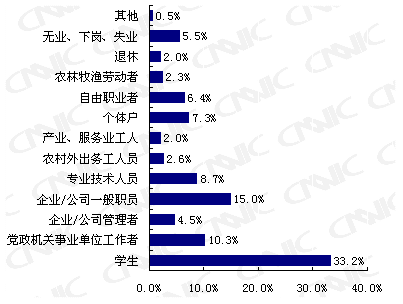 其他 0.5%
无业、下岗、失业 5.5%
退休 2.0%
农林牧渔劳动者 2.3%
自由职业者 6.4%
个体户 7.3%
产业、服务业工人 2.0%
农村外出务工人员 2.6%
专业技术人员 8.7%
企业/公司一般职员 15.0%
企业/公司管理者 4.5%
党政机关事业单位工作者 10.3%
学生 33.2%
0.0% 10.0% 20.0% 30.0% 40.0%
CNNIC